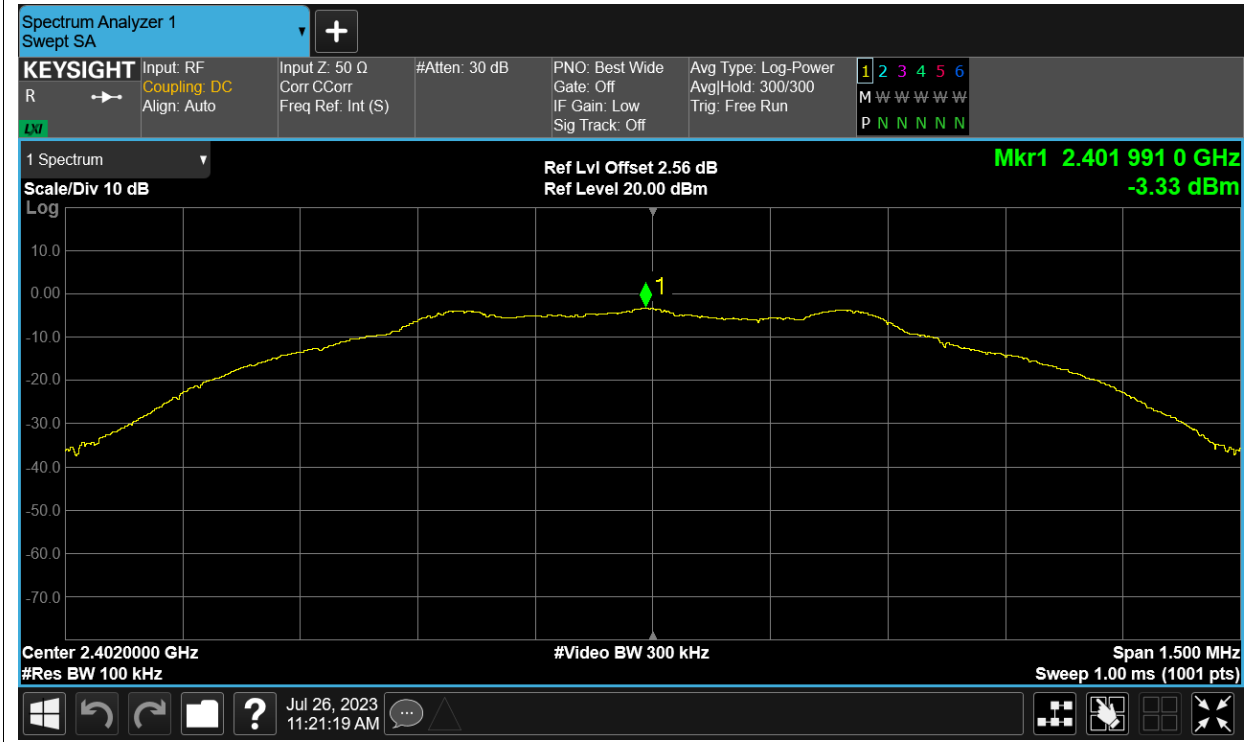 Spectrum Analyzer 1
Swept SA
+
KEYSIGHT
R
LXI
Input: RF
Coupling: DC
Align: Auto
Input Z: 50 Ω
Corr CCorr
Freq Ref: Int (S)
#Atten: 30 dB
PNO: Best Wide
Gate: Off
IF Gain: Low
Sig Track: Off
Avg Type: Log-Power
Avg|Hold: 300/300
Trig: Free Run
1 2 3 4 5 6
M W W W W W W
P N N N N N N
1 Spectrum
Scale/Div 10 dB
Log
Ref Lvl Offset 2.56 dB
Ref Level 20.00 dBm
Mkr1 2.401 991 0 GHz
-3.33 dBm
1
10.0
0.00
-10.0
-20.0
-30.0
-40.0
-50.0
-60.0
-70.0
Center 2.4020000 GHz
#Res BW 100 kHz
#Video BW 300 kHz
Span 1.500 MHz
Sweep 1.00 ms (1001 pts)
?
Jul 26, 2023
11:21:19 AM